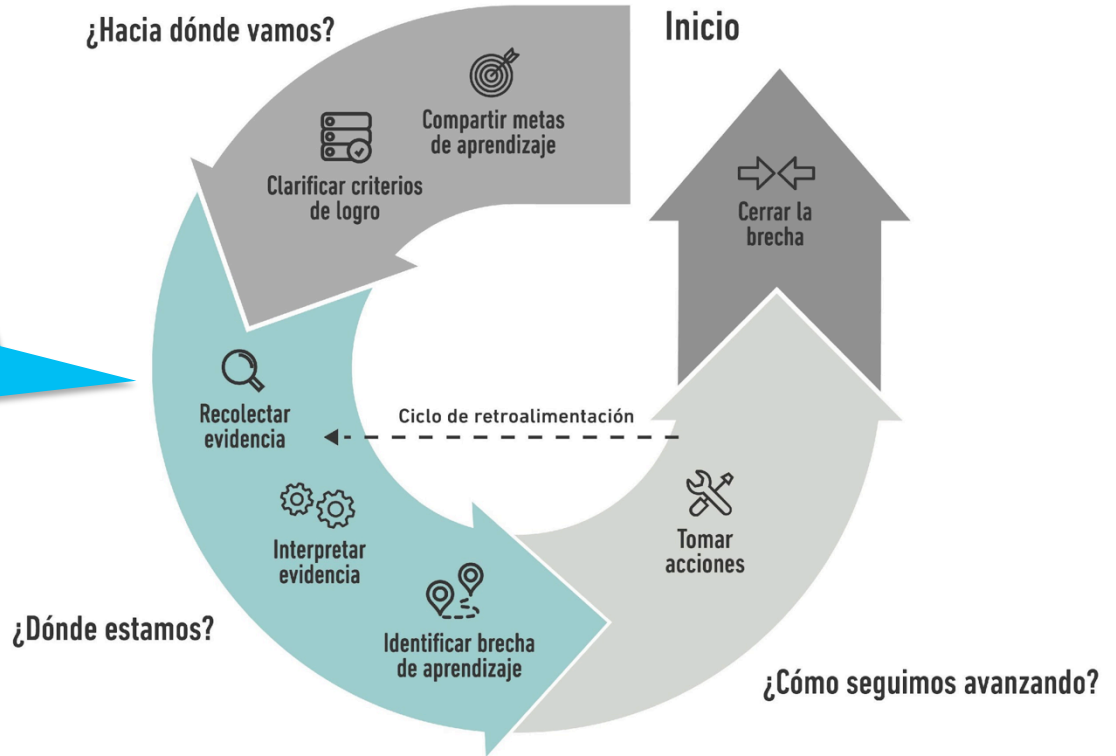 Inicio
¿Hacia dónde vamos?
Compartir metas
de aprendizaje
Clarificar criterios
de logro
Recolectar
evidencia
Interpretar
evidencia
Identificar brecha
de aprendizaje
¿Dónde estamos?
Ciclo de retroalimentación
Tomar
acciones
¿Cómo seguimos avanzando?
Cerrar la
brecha